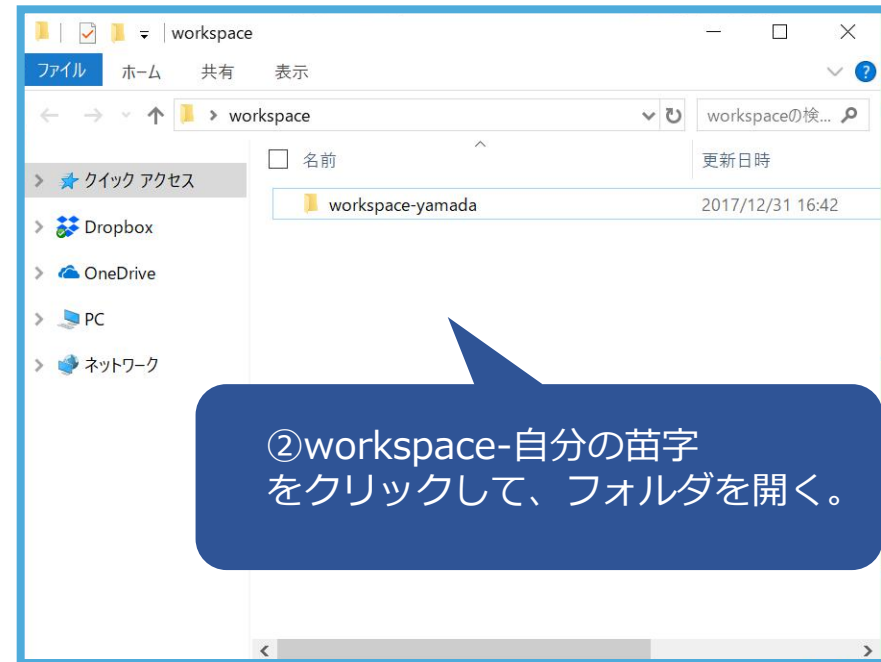 workspace
ファイル ホーム 共有 表示
workspace workspaceの検...
名前 更新日時
クイック アクセス
workspace-yamada 2017/12/31 16:42
Dropbox
OneDrive
PC
ネットワーク
②workspace-自分の苗字
をクリックして、フォルダを開く。